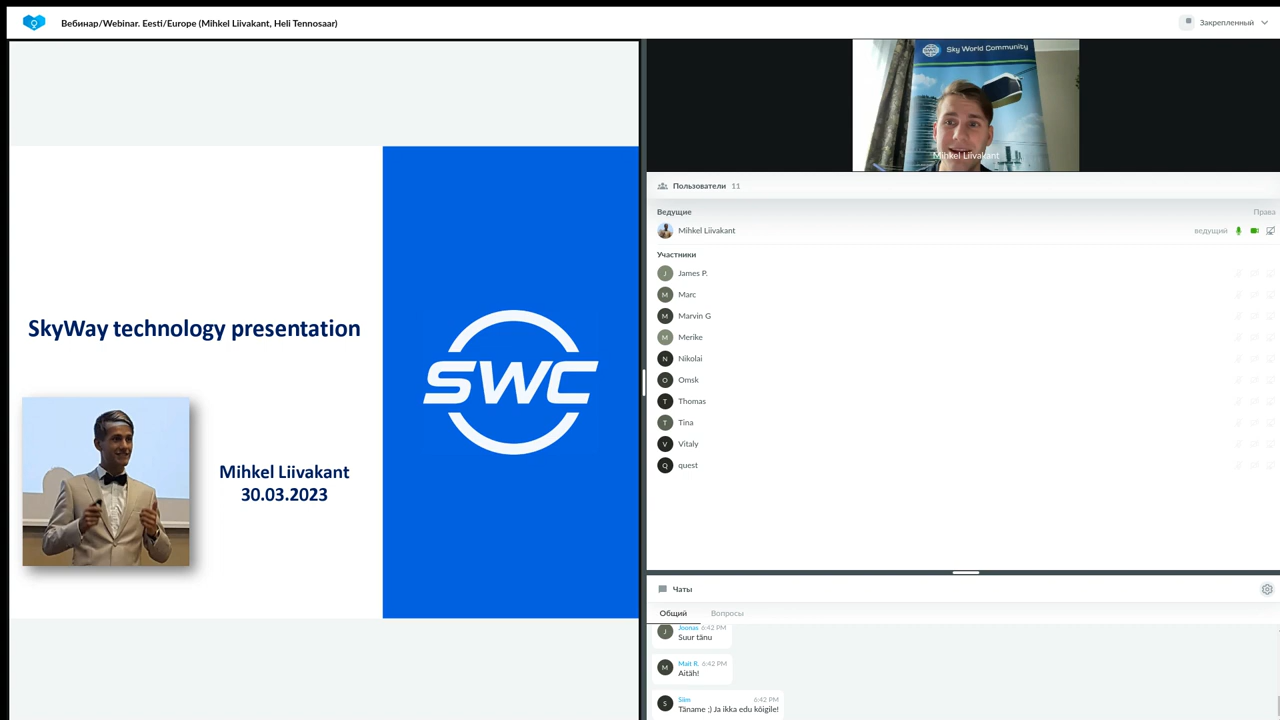 Вебинар/Webinar. Eesti/Europe (Mihkel Liivakant, Heli Tennosaar)
Закрепленный
SkyWay technology presentation
Mihkel Liivakant
30.03.2023
SWC
Sky World Community
Mihkel Liivakant
Пользователи 11
Ведущие Права
Mihkel Liivakant ведущий
Участники
J James P.
M Marc
M Marvin G
M Merike
N Nikolai
O Omsk
T Thomas
T Tina
V Vitaly
Q quest
Чаты
Общий Вопросы
J Joonas 6:42 PM
Suur tänu
M Mait R. 6:42 PM
Aitäh!
S Siim 6:42 PM
Täname ;) Ja ikka edu kõigile!